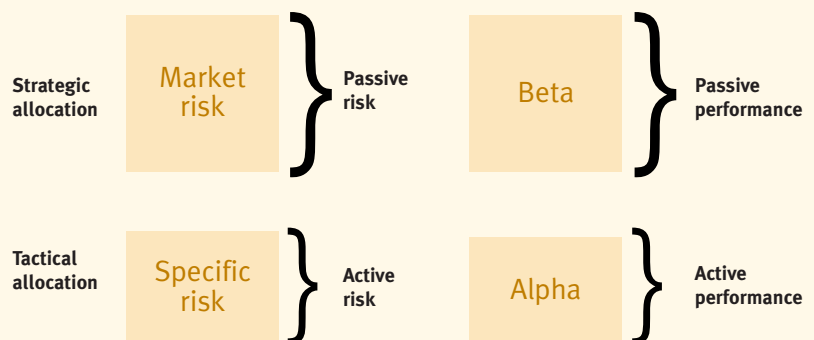 Strategic
allocation
Market
risk
Passive
risk
Beta
Passive
performance
Tactical
allocation
Specific
risk
Active
risk
Alpha
Active
performance